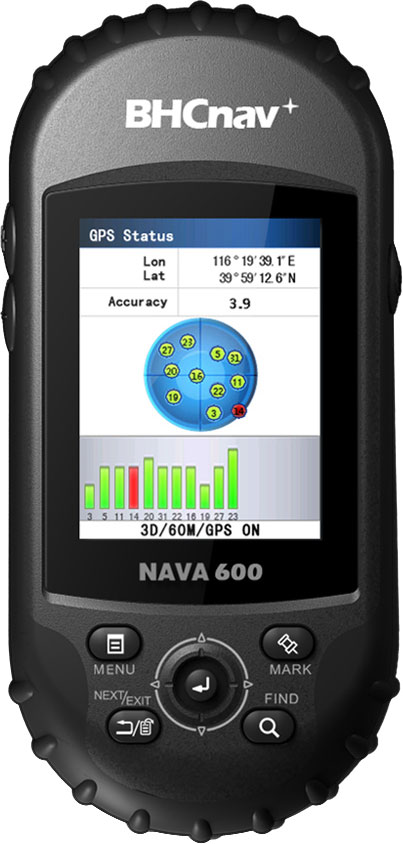 BHCnav+
GPS Status
Lon 116°19'39.1"E
Lat 39°59'12.6"N
Accuracy 3.9
23
27
5
31
20
16
11
22
19
3
14
3 5 11 14 20 31 22 16 19 27 23
3D/60M/GPS ON
NAVA 600
MENU
MARK
NEXT/EXIT
FIND